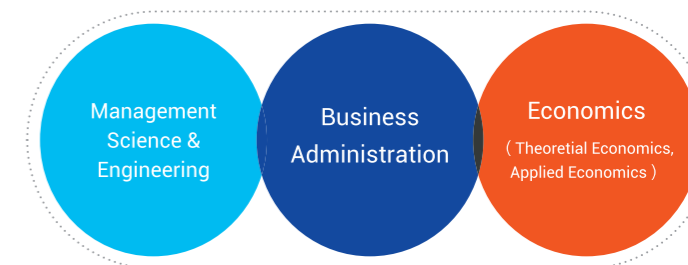 Management
Science &
Engineering
Business
Administration
Economics
( Theoretial Economics,
Applied Economics )